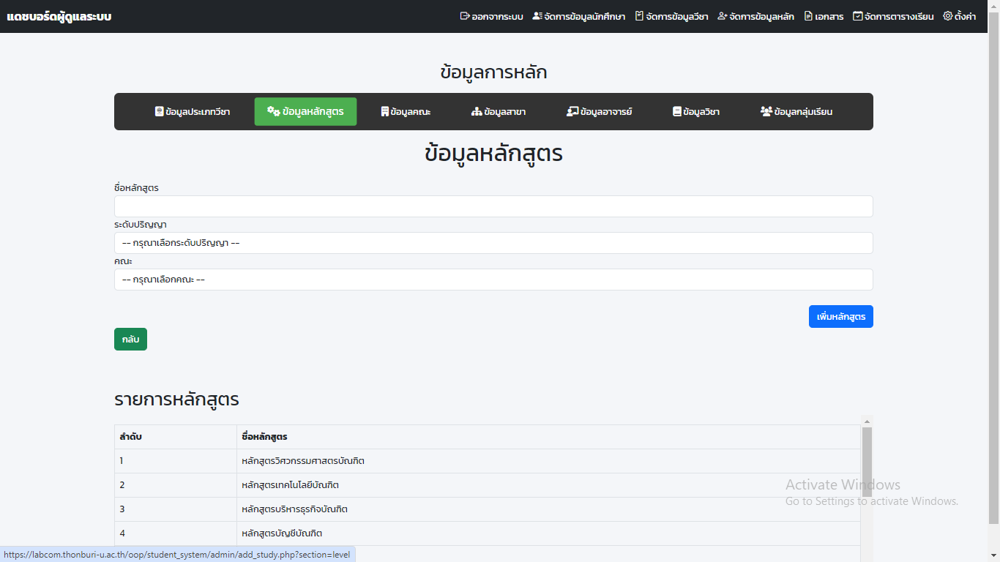 แดชบอร์ดผู้ดูแลระบบ
ออกจากระบบ จัดการข้อมูลนักศึกษา จัดการข้อมูลวิชา จัดการข้อมูลหลัก เอกสาร จัดการตารางเรียน ตั้งค่า
ข้อมูลการหลัก
ข้อมูลประเภทวิชา ข้อมูลหลักสูตร ข้อมูลคณะ ข้อมูลสาขา ข้อมูลอาจารย์ ข้อมูลวิชา ข้อมูลกลุ่มเรียน
ข้อมูลหลักสูตร
ชื่อหลักสูตร
ระดับปริญญา
-- กรุณาเลือกระดับปริญญา --
คณะ
-- กรุณาเลือกคณะ --
เพิ่มหลักสูตร
กลับ
รายการหลักสูตร
ลำดับ ชื่อหลักสูตร
1 หลักสูตรวิศวกรรมศาสตรบัณฑิต
2 หลักสูตรเทคโนโลยีบัณฑิต
3 หลักสูตรบริหารธุรกิจบัณฑิต
4 หลักสูตรบัญชีบัณฑิต
Activate Windows
Go to Settings to activate Windows.
https://labcom.thonburi-u.ac.th/oop/student_system/admin/add_study.php?section=level